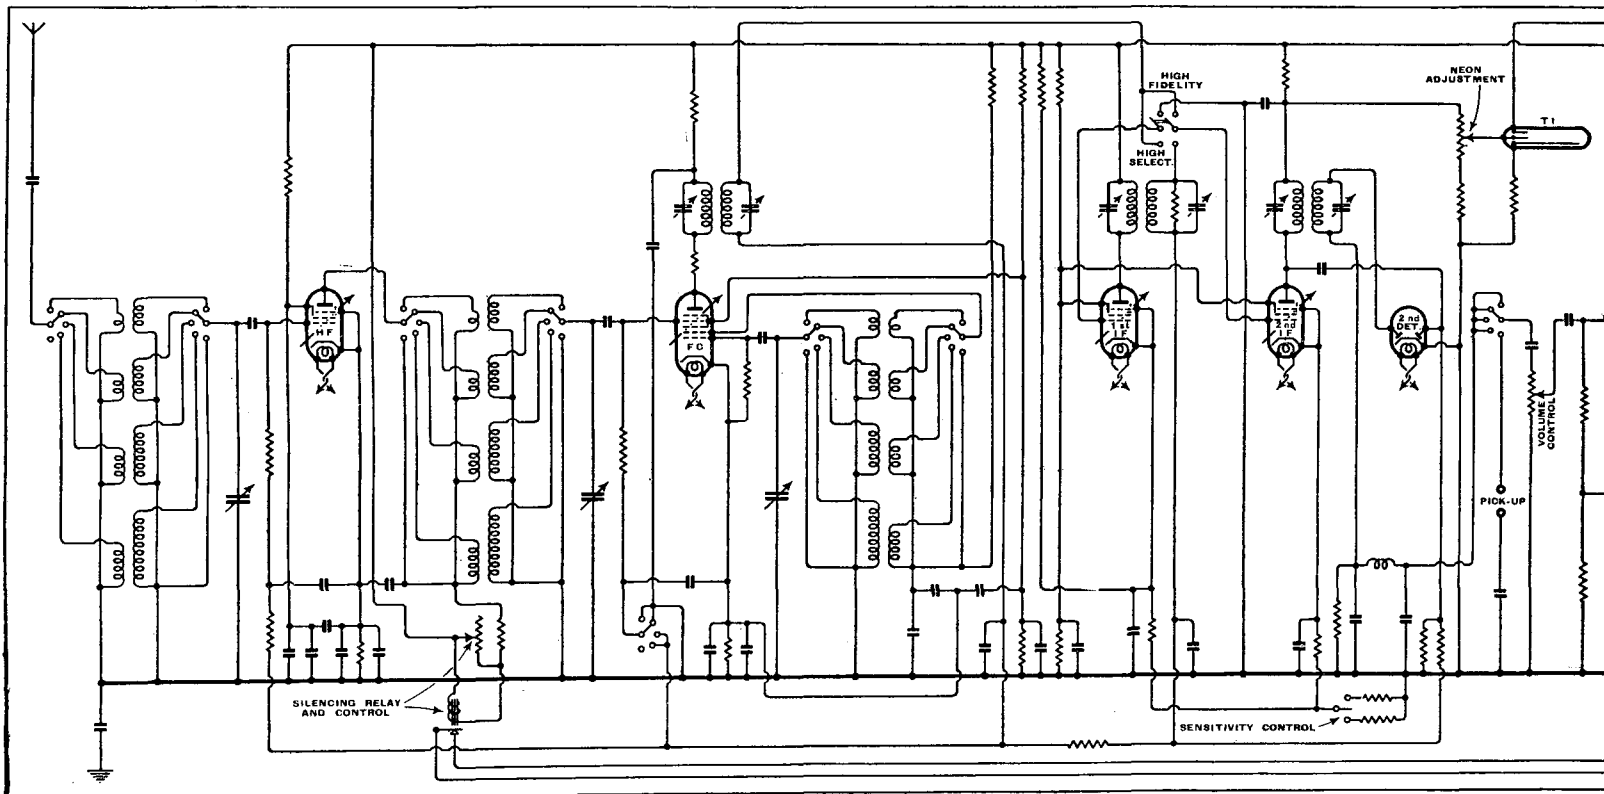 HIGH
FIDELITY
NEON
ADJUSTMENT
T1
HIGH
SELECT.
HF
FC
1st
IF
2nd
IF
2nd
DET.
VOLUME
CONTROL
PICK-UP
SILENCING RELAY
AND CONTROL
SENSITIVITY CONTROL